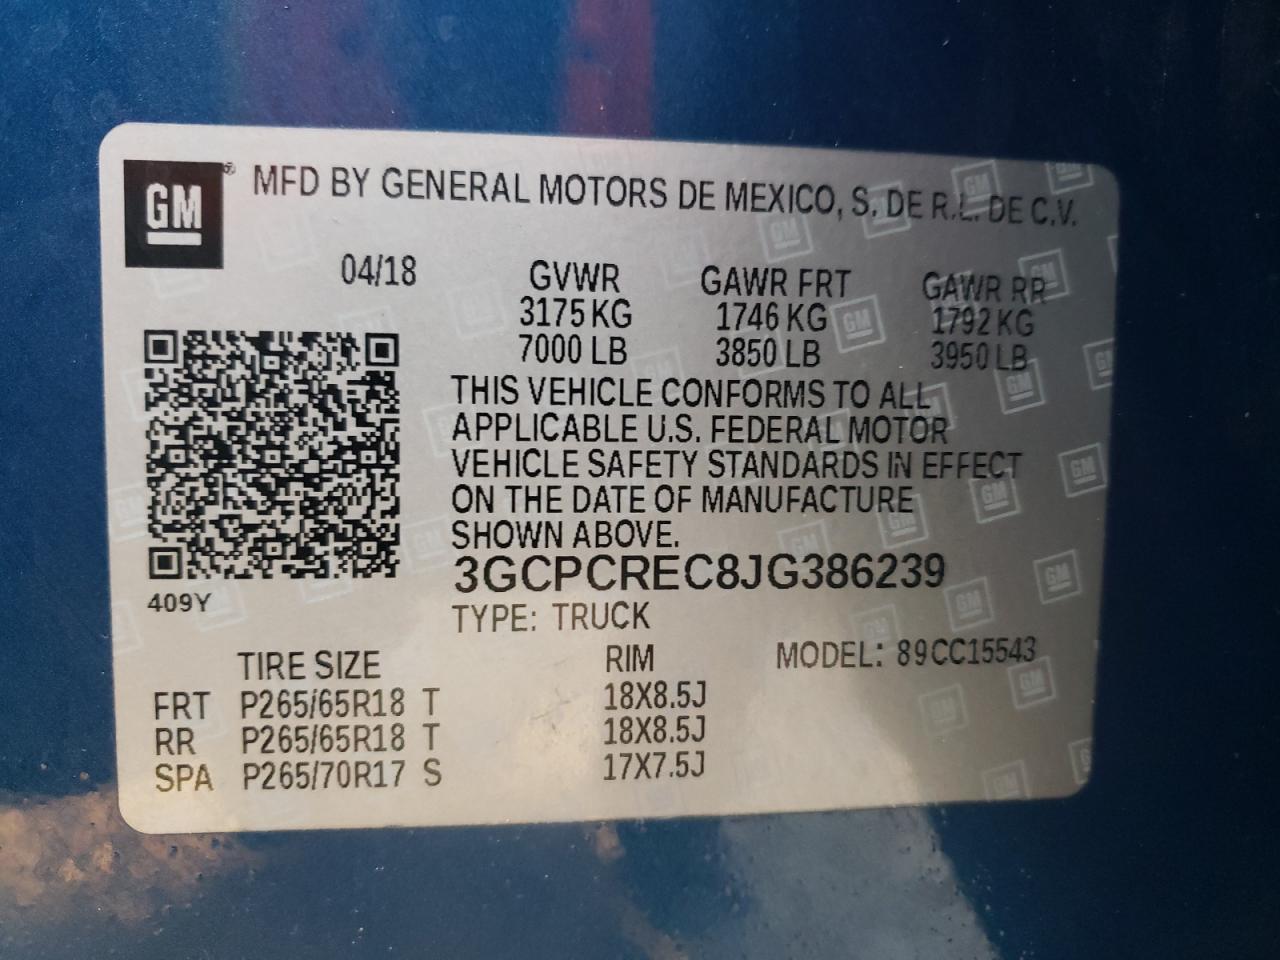 GM ® MFD BY GENERAL MOTORS DE MEXICO, S. DE R.L. DE C.V.
04/18 GVWR GAWR FRT GAWR RR
3175 KG 1746 KG 1792 KG
7000 LB 3850 LB 3950 LB
THIS VEHICLE CONFORMS TO ALL
APPLICABLE U.S. FEDERAL MOTOR
VEHICLE SAFETY STANDARDS IN EFFECT
ON THE DATE OF MANUFACTURE
SHOWN ABOVE.
3GCPCREC8JG386239
409Y
TYPE: TRUCK
TIRE SIZE RIM MODEL: 89CC15543
FRT P265/65R18 T 18X8.5J
RR P265/65R18 T 18X8.5J
SPA P265/70R17 S 17X7.5J